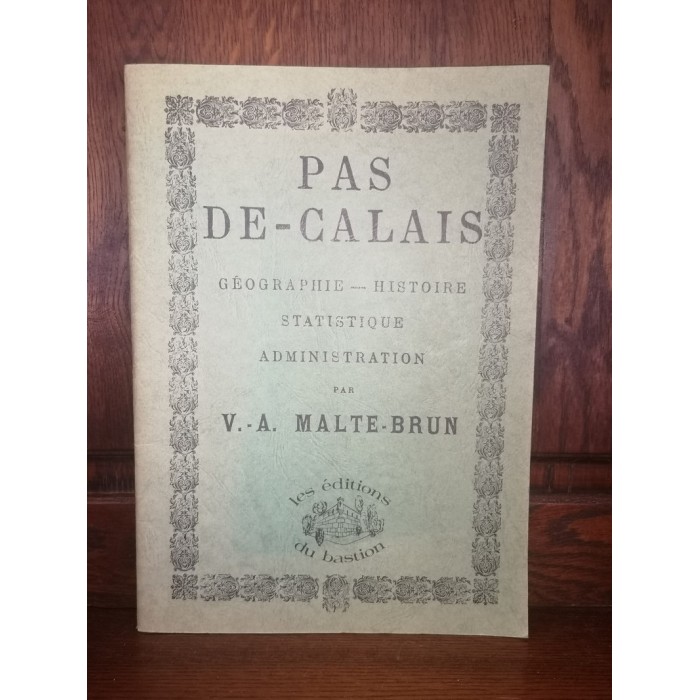 PAS
DE-CALAIS
GÉOGRAPHIE — HISTOIRE
STATISTIQUE
ADMINISTRATION
PAR
V.-A. MALTE-BRUN
les éditions
du bastion